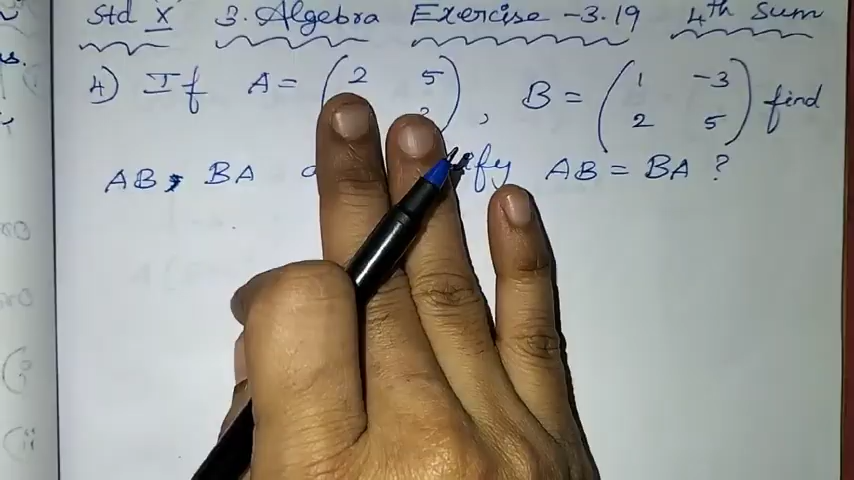 Std X 3. Algebra Exercise -3.19 4th Sum
4) If A = ( 2 5 ) , B = ( 1 -3 ) find
2 5
AB, BA AB = BA ?